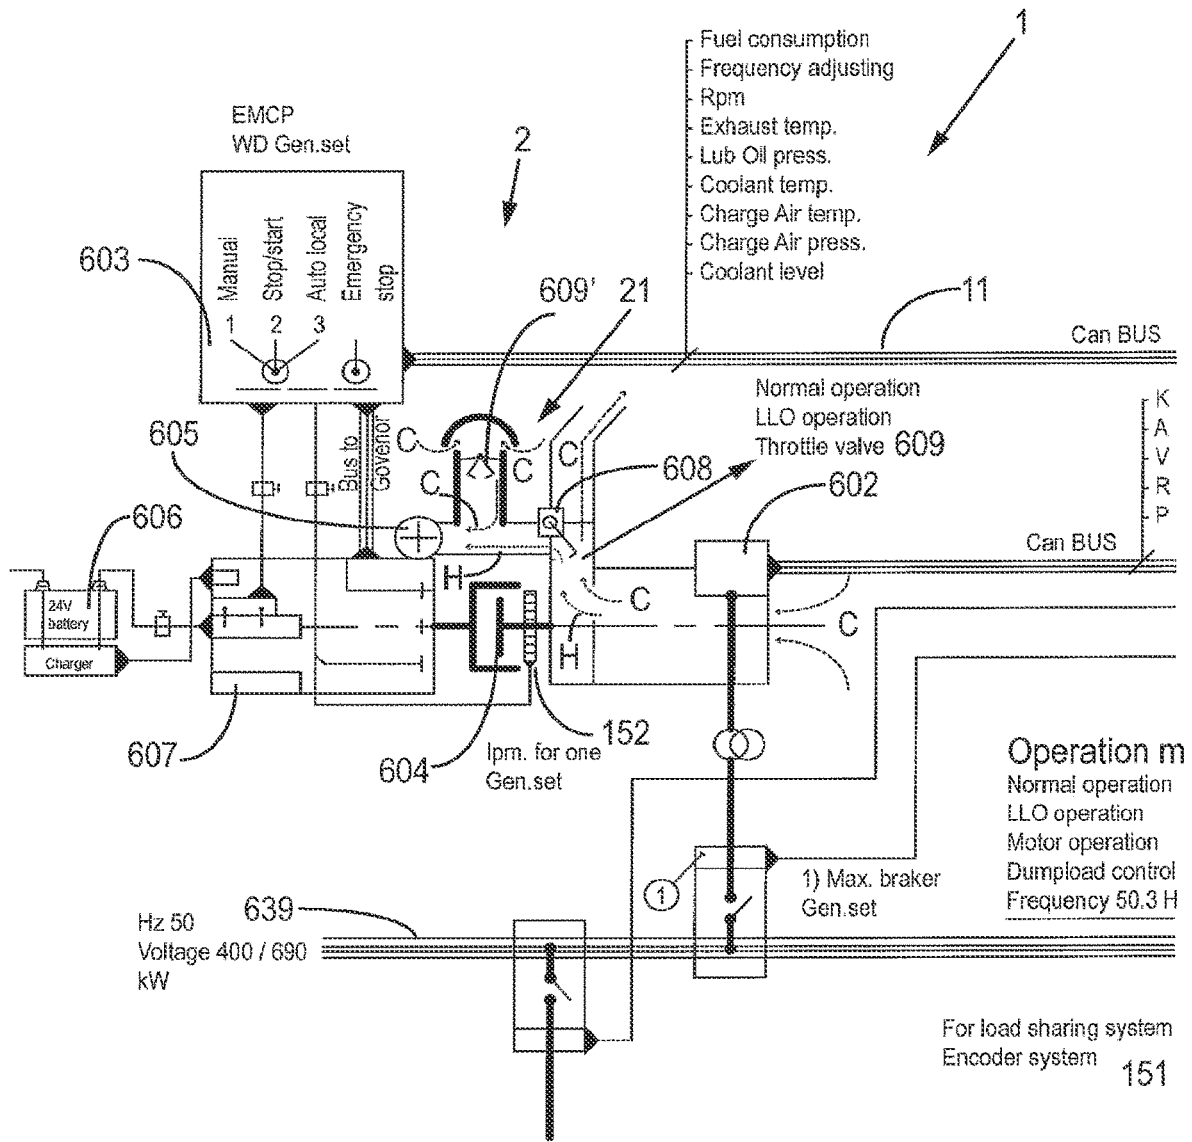 1
Fuel consumption
Frequency adjusting
Rpm
Exhaust temp.
Lub Oil press.
Coolant temp.
Charge Air temp.
Charge Air press.
Coolant level
EMCP
WD Gen.set
2
603
Manual
Stop/start
Auto local
Emergency
stop
1 2 3
609'
21
11
Can BUS
Normal operation
LLO operation
Throttle valve 609
K
A
V
R
P
605
Bus to
Govenor
C
C
C
C
608
602
606
Can BUS
24V
battery
Charger
H
C
C
H
607
604
152
Ipm. for one
Gen.set
Operation m
Normal operation
LLO operation
Motor operation
Dumpload control
Frequency 50.3 H
1
1) Max. braker
Gen.set
639
Hz 50
Voltage 400 / 690
kW
For load sharing system
Encoder system 151